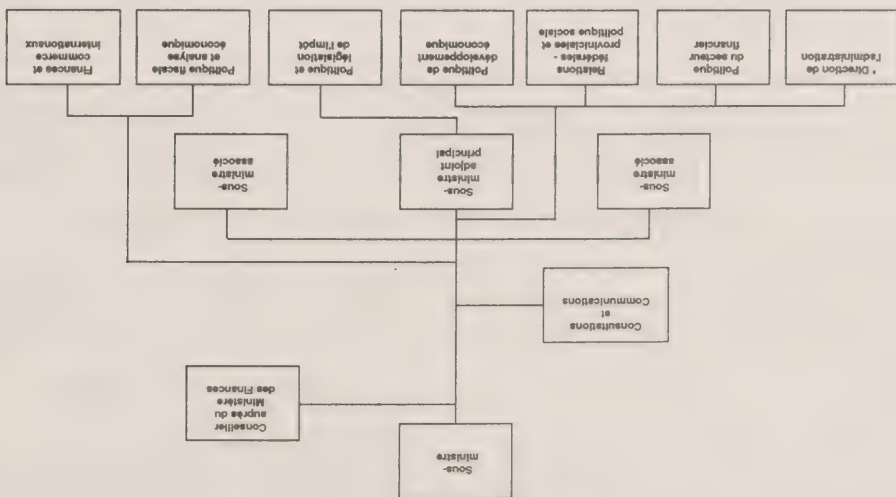 Sous-
ministre
Conseiller
auprès du
Ministère
des Finances
Consultations
et
Communications
Sous-
ministre
associé
Sous-
ministre
adjoint
principal
Sous-
ministre
associé
* Direction de
l'administration
Politique
du secteur
financier
Relations
fédérales -
provinciales et
politique sociale
Politique de
développement
économique
Politique et
législation
de l'impôt
Politique fiscale
et analyse
économique
Finances et
commerce
internationaux